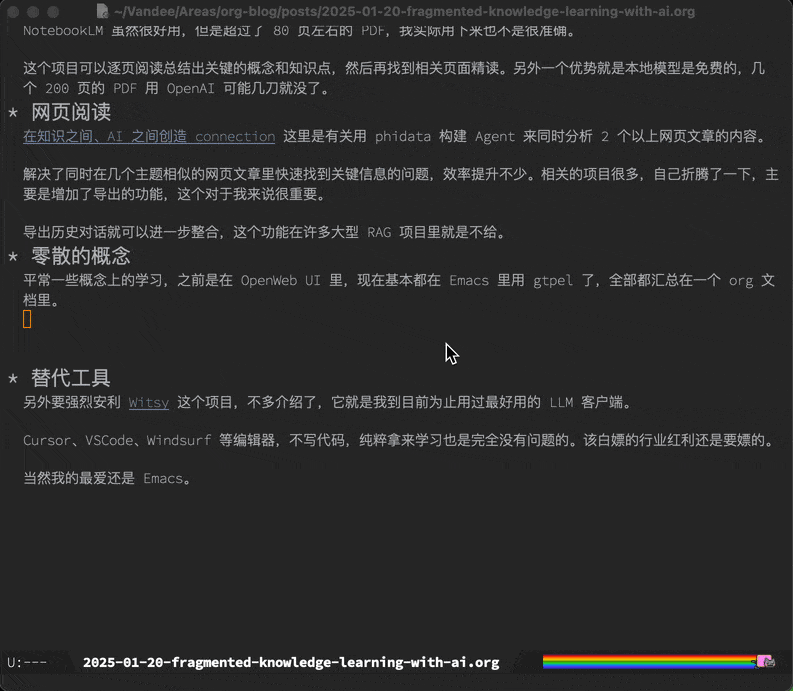 ~/Vandee/Areas/org-blog/posts/2025-01-20-fragmented-knowledge-learning-with-ai.org
NotebookLM 虽然很好用，但是超过了 80 页左右的 PDF，我实际用下来也不是很准确。
这个项目可以逐页阅读总结出关键的概念和知识点，然后再找到相关页面精读。另外一个优势就是本地模型是免费的，几
个 200 页的 PDF 用 OpenAI 可能几刀就没了。
* 网页阅读
在知识之间、AI 之间创造 connection 这里是有关用 phidata 构建 Agent 来同时分析 2 个以上网页文章的内容。
解决了同时在几个主题相似的网页文章里快速找到关键信息的问题，效率提升不少。相关的项目很多，自己折腾了一下，主
要是增加了导出的功能，这个对于我来说很重要。
导出历史对话就可以进一步整合，这个功能在许多大型 RAG 项目里就是不给。
* 零散的概念
平常一些概念上的学习，之前是在 OpenWeb UI 里，现在基本都在 Emacs 里用 gtpel 了，全部都汇总在一个 org 文
档里。
* 替代工具
另外要强烈安利 Witsy 这个项目，不多介绍了，它就是我到目前为止用过最好用的 LLM 客户端。
Cursor、VSCode、Windsurf 等编辑器，不写代码，纯粹拿来学习也是完全没有问题的。该白嫖的行业红利还是要嫖的。
当然我的最爱还是 Emacs。
U:--- 2025-01-20-fragmented-knowledge-learning-with-ai.org